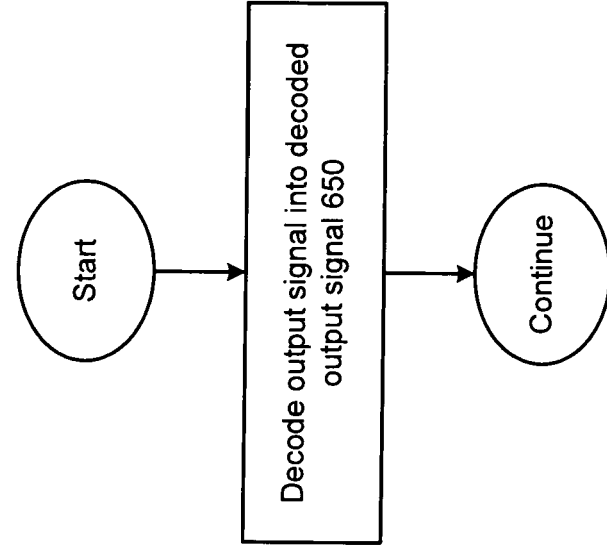 Start
Decode output signal into decoded
output signal 650
Continue